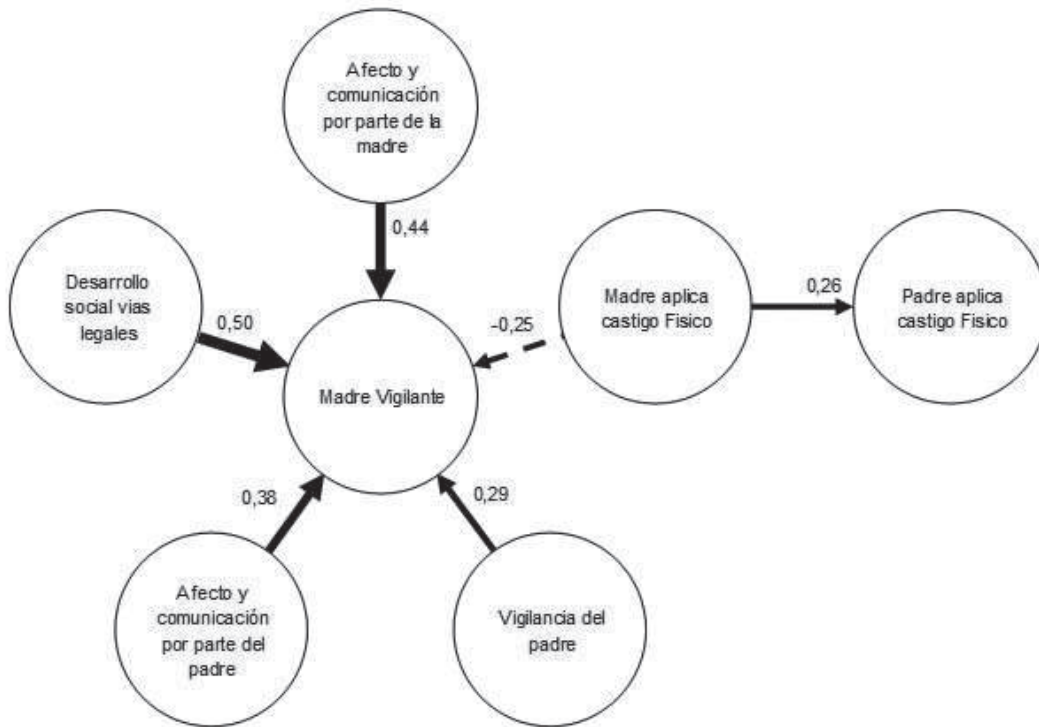 Afecto y
comunicación
por parte de la
madre
0,44
Desarrollo
social vias
legales
0,50
Madre Vigilante
-0,25
Madre aplica
castigo Fisico
0,26
Padre aplica
castigo Fisico
0,38
Afecto y
comunicación
por parte del
padre
0,29
Vigilancia del
padre